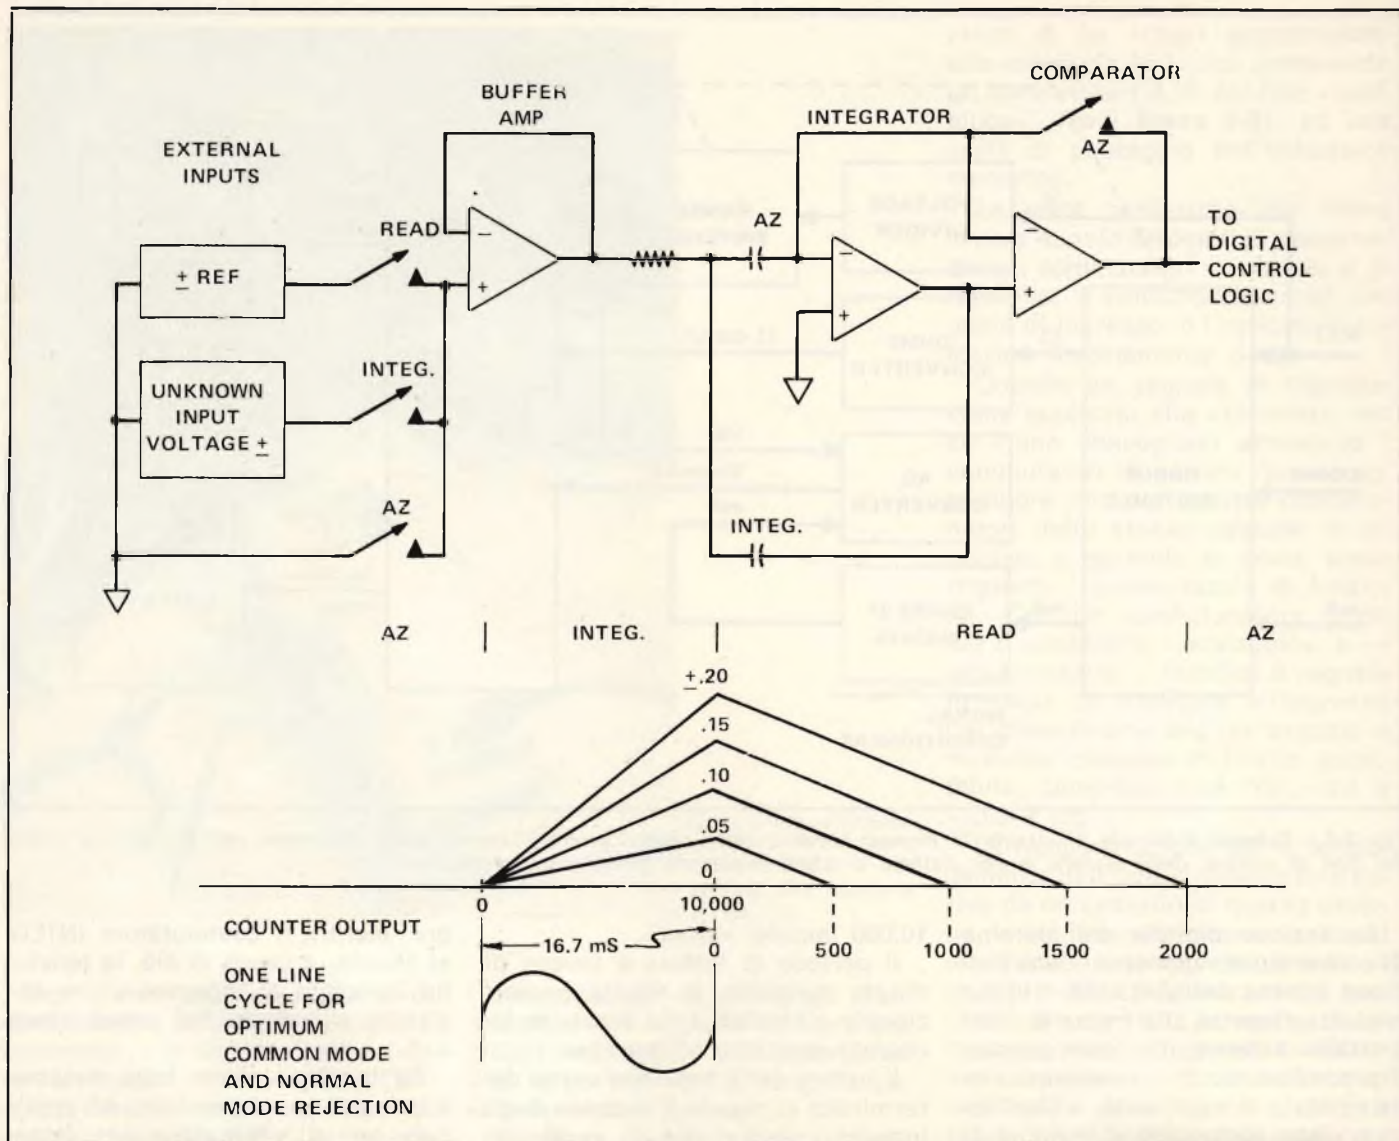 COMPARATOR
BUFFER
AMP
INTEGRATOR
AZ
EXTERNAL
INPUTS
READ
AZ
TO
DIGITAL
CONTROL
LOGIC
− + − + − +
± REF
INTEG.
UNKNOWN
INPUT
VOLTAGE ±
AZ
INTEG.
AZ | INTEG. | READ | AZ
±.20
.15
.10
.05
0
0 10,000 500 1000 1500 2000
COUNTER OUTPUT
16.7 mS
ONE LINE
CYCLE FOR
OPTIMUM
COMMON MODE
AND NORMAL
MODE REJECTION